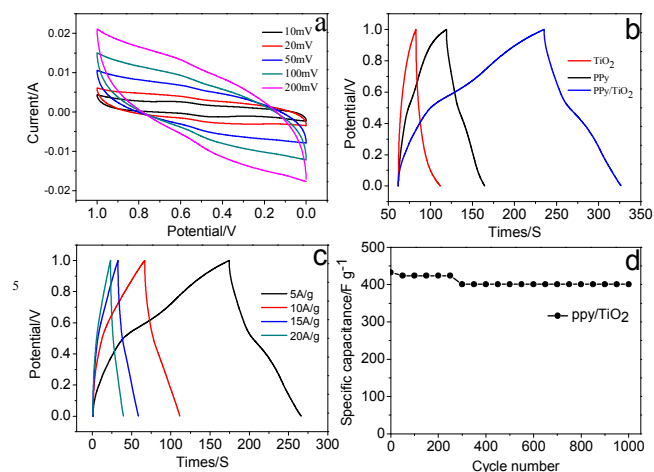 a
10mV
20mV
50mV
100mV
200mV
0.02
0.01
0.00
-0.01
-0.02
Current/A
1.0 0.8 0.6 0.4 0.2 0.0
Potential/V
b
TiO2
PPy
PPy/TiO2
1.0
0.8
0.6
0.4
0.2
0.0
Potential/V
50 100 150 200 250 300 350
Times/S
5
c
5A/g
10A/g
15A/g
20A/g
1.0
0.8
0.6
0.4
0.2
0.0
Potential/V
0 50 100 150 200 250 300
Times/S
d
ppy/TiO2
500
400
300
200
100
0
Specific capacitance/F g-1
0 200 400 600 800 1000
Cycle number